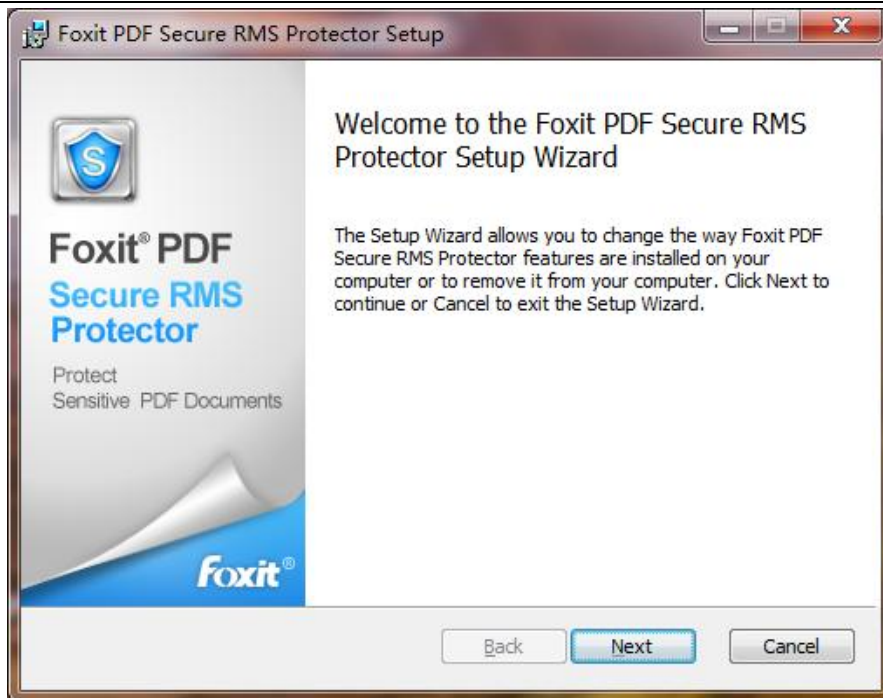 Foxit PDF Secure RMS Protector Setup
S
Foxit® PDF
Secure RMS
Protector
Protect
Sensitive PDF Documents
foxit®
Welcome to the Foxit PDF Secure RMS
Protector Setup Wizard
The Setup Wizard allows you to change the way Foxit PDF
Secure RMS Protector features are installed on your
computer or to remove it from your computer. Click Next to
continue or Cancel to exit the Setup Wizard.
Back Next Cancel